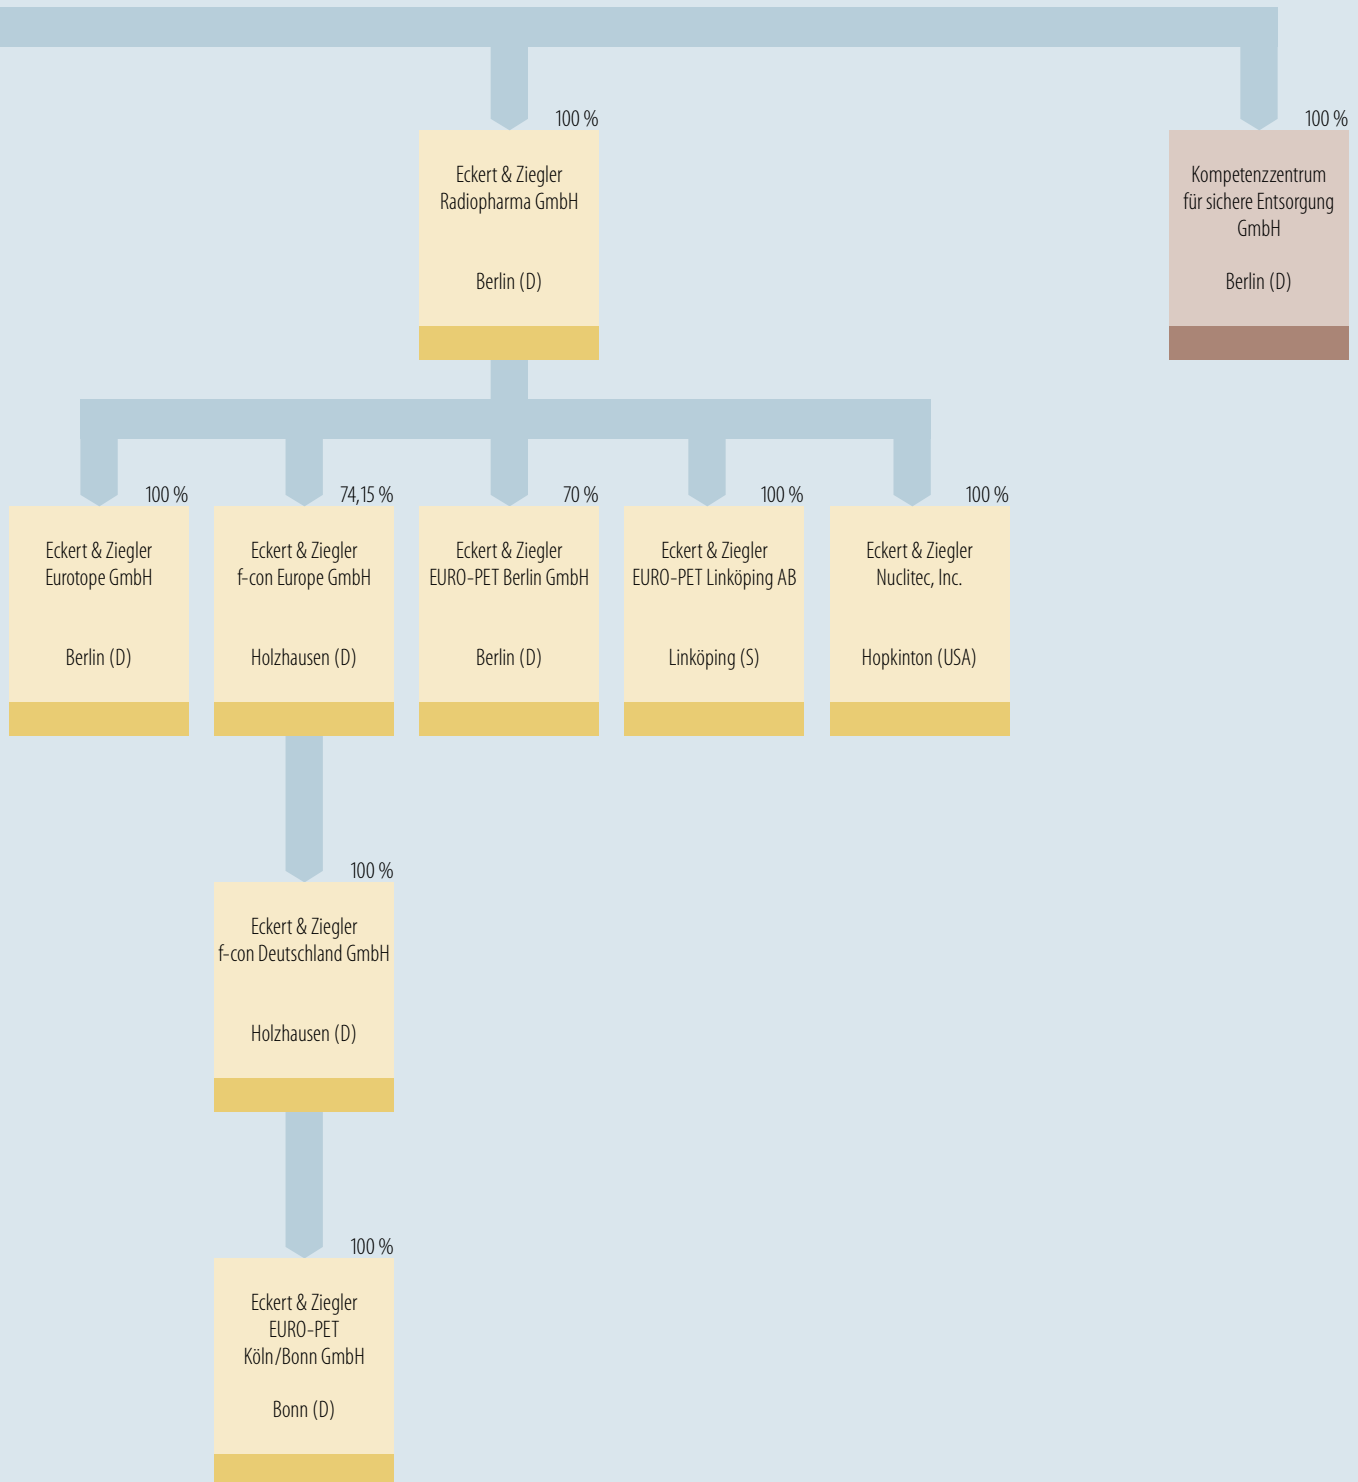 100 %
Eckert & Ziegler
Radiopharma GmbH
Berlin (D)
100 %
Kompetenzzentrum
für sichere Entsorgung
GmbH
Berlin (D)
100 %
Eckert & Ziegler
Eurotope GmbH
Berlin (D)
74,15 %
Eckert & Ziegler
f-con Europe GmbH
Holzhausen (D)
70 %
Eckert & Ziegler
EURO-PET Berlin GmbH
Berlin (D)
100 %
Eckert & Ziegler
EURO-PET Linköping AB
Linköping (S)
100 %
Eckert & Ziegler
Nuclitec, Inc.
Hopkinton (USA)
100 %
Eckert & Ziegler
f-con Deutschland GmbH
Holzhausen (D)
100 %
Eckert & Ziegler
EURO-PET
Köln/Bonn GmbH
Bonn (D)